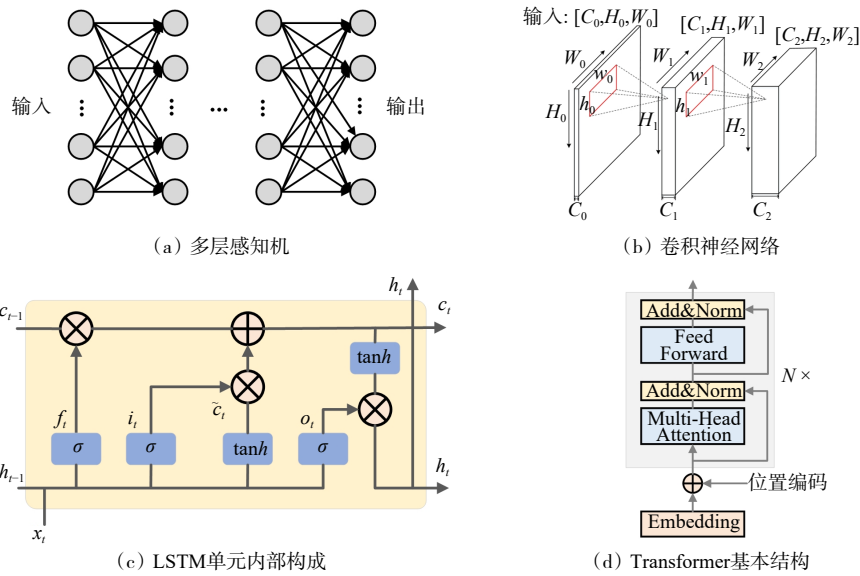 输入
⋮
⋮
...
⋮
⋮
输出
(a) 多层感知机
输入: [C₀,H₀,W₀]
[C₁,H₁,W₁]
[C₂,H₂,W₂]
W₀
W₁
W₂
w₀
w₁
h₀
h₁
H₀
H₁
H₂
C₀
C₁
C₂
(b) 卷积神经网络
hₜ
cₜ₋₁
cₜ
tanh
fₜ
iₜ
c̃ₜ
oₜ
σ
σ
tanh
σ
hₜ₋₁
hₜ
xₜ
(c) LSTM单元内部构成
Add&Norm
Feed
Forward
Add&Norm
Multi-Head
Attention
N ×
位置编码
Embedding
(d) Transformer基本结构